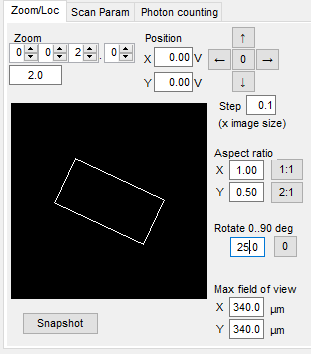 Zoom/Loc Scan Param Photon counting
Zoom Position ↑
0 0 2 . 0 X 0.00 V ← 0 →
2.0 Y 0.00 V ↓
Step 0.1
(x image size)
Aspect ratio
X 1.00 1:1
Y 0.50 2:1
Rotate 0..90 deg
25.0 0
Max field of view
X 340.0 µm
Snapshot Y 340.0 µm